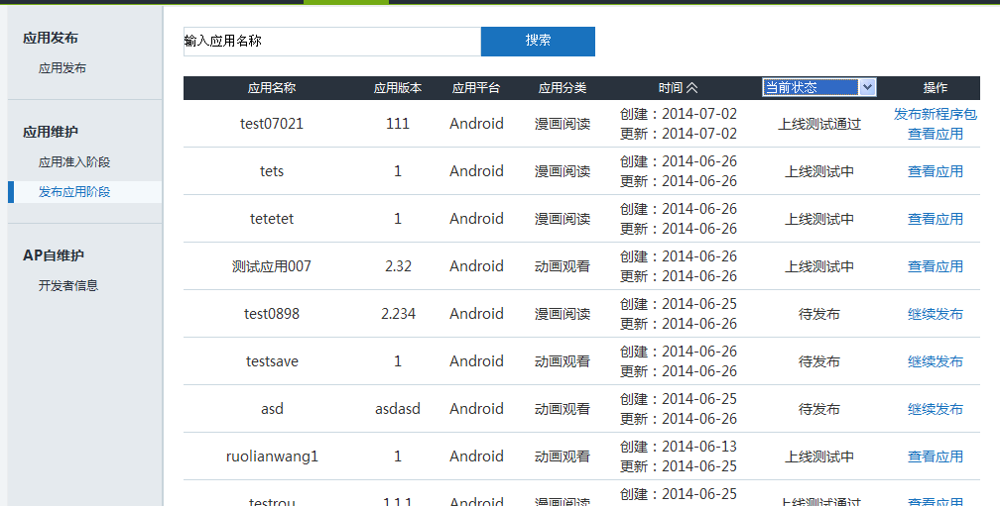 应用发布
应用发布
应用维护
应用准入阶段
发布应用阶段
AP自维护
开发者信息
输入应用名称 搜索
应用名称 应用版本 应用平台 应用分类 时间 当前状态 操作
test07021 111 Android 漫画阅读 创建：2014-07-02 更新：2014-07-02 上线测试通过 发布新程序包 查看应用
tets 1 Android 漫画阅读 创建：2014-06-26 更新：2014-06-26 上线测试中 查看应用
tetetet 1 Android 漫画阅读 创建：2014-06-26 更新：2014-06-26 上线测试中 查看应用
测试应用007 2.32 Android 动画观看 创建：2014-06-26 更新：2014-06-26 上线测试中 查看应用
test0898 2.234 Android 漫画阅读 创建：2014-06-25 更新：2014-06-26 待发布 继续发布
testsave 1 Android 动画观看 创建：2014-06-26 更新：2014-06-26 待发布 继续发布
asd asdasd Android 动画观看 创建：2014-06-25 更新：2014-06-26 待发布 继续发布
ruolianwang1 1 Android 动画观看 创建：2014-06-13 更新：2014-06-25 上线测试中 查看应用
testrou 1.1.1 Android 漫画阅读 创建：2014-06-25 上线测试通过 查看应用